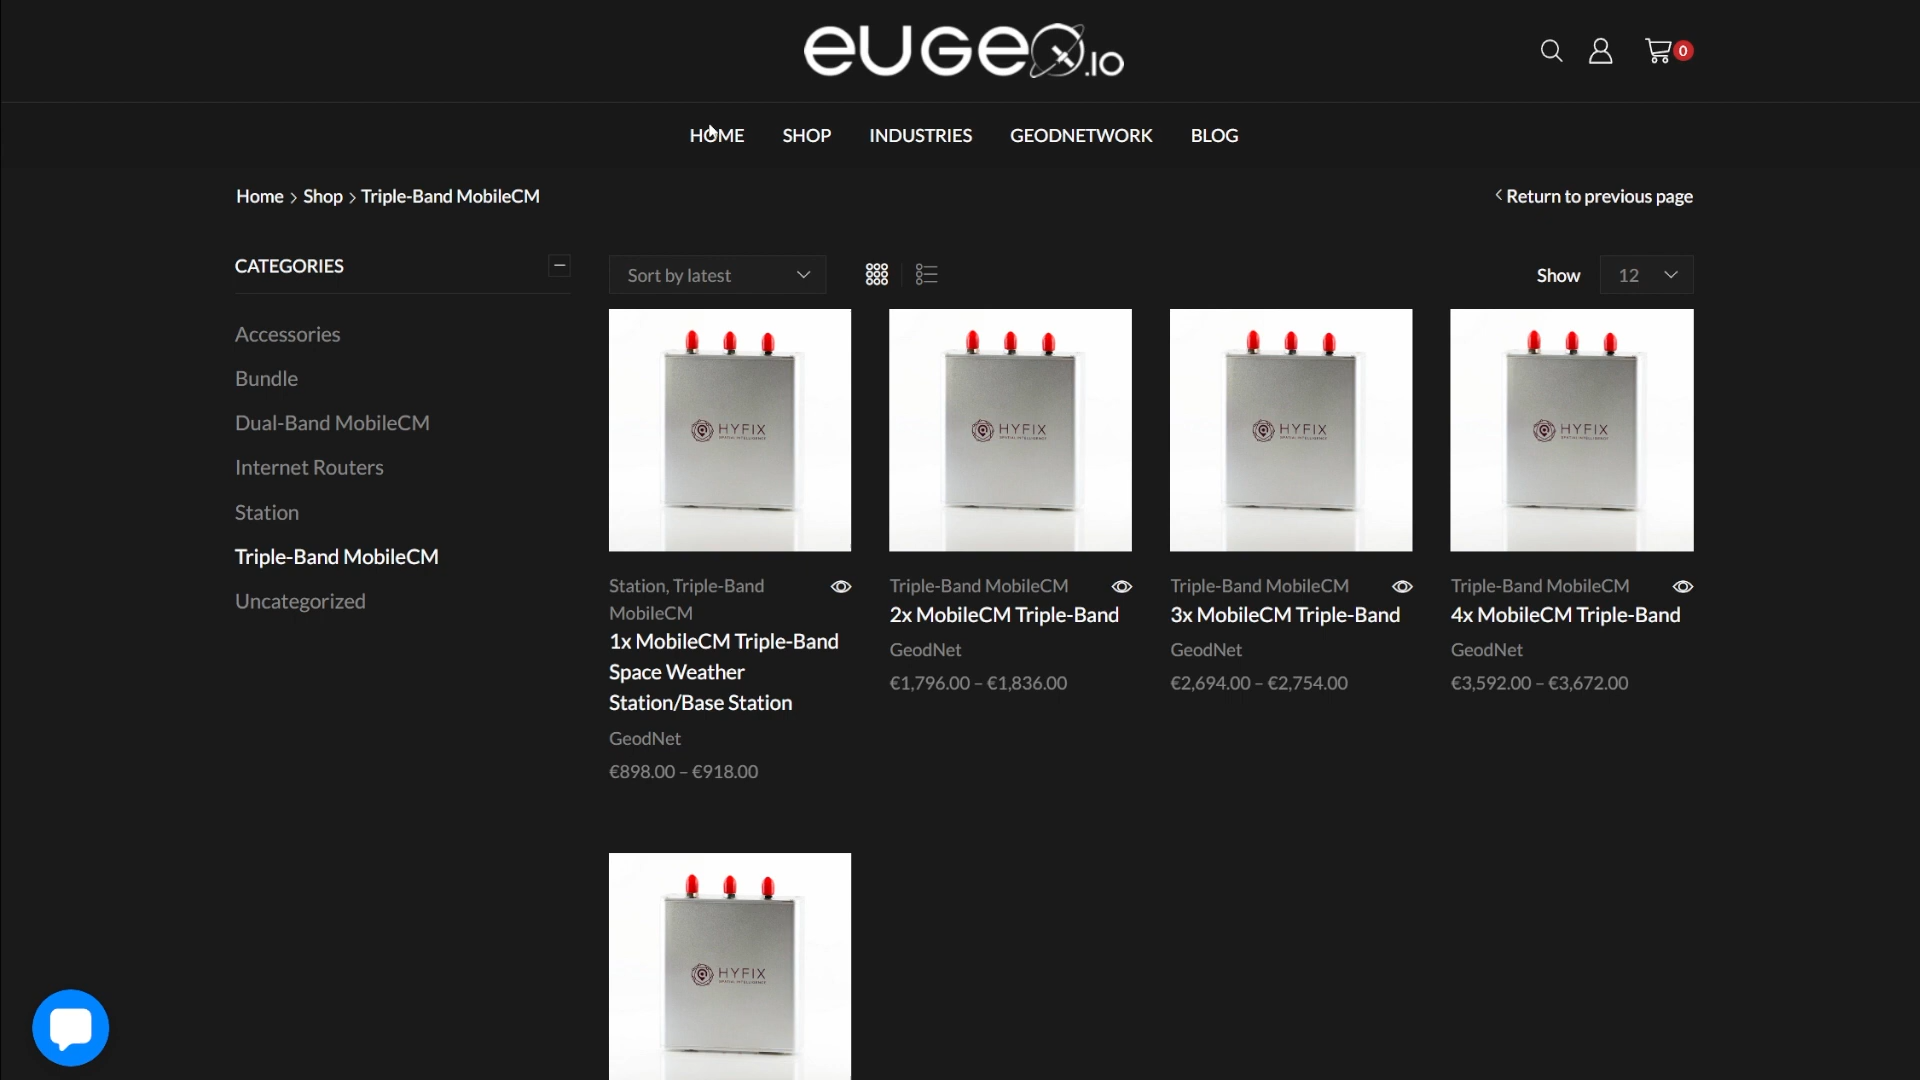 eugeo.io
0
HOME SHOP INDUSTRIES GEODNETWORK BLOG
Home > Shop > Triple-Band MobileCM
< Return to previous page
CATEGORIES
Accessories
Bundle
Dual-Band MobileCM
Internet Routers
Station
Triple-Band MobileCM
Uncategorized
Sort by latest
Show 12
HYFIX
HYFIX
HYFIX
HYFIX
Station, Triple-Band
MobileCM
1x MobileCM Triple-Band
Space Weather
Station/Base Station
GeodNet
€898.00 – €918.00
Triple-Band MobileCM
2x MobileCM Triple-Band
GeodNet
€1,796.00 – €1,836.00
Triple-Band MobileCM
3x MobileCM Triple-Band
GeodNet
€2,694.00 – €2,754.00
Triple-Band MobileCM
4x MobileCM Triple-Band
GeodNet
€3,592.00 – €3,672.00
HYFIX